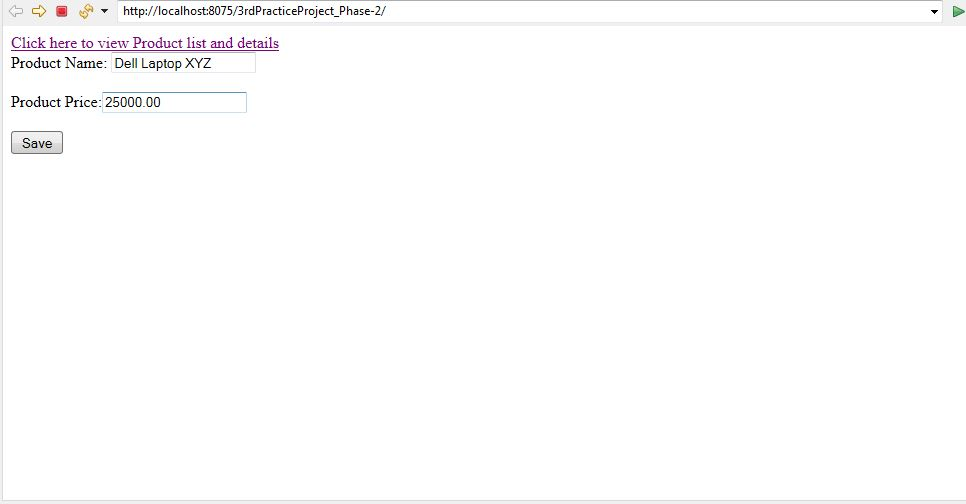 http://localhost:8075/3rdPracticeProject_Phase-2/
Click here to view Product list and details
Product Name: Dell Laptop XYZ
Product Price: 25000.00
Save